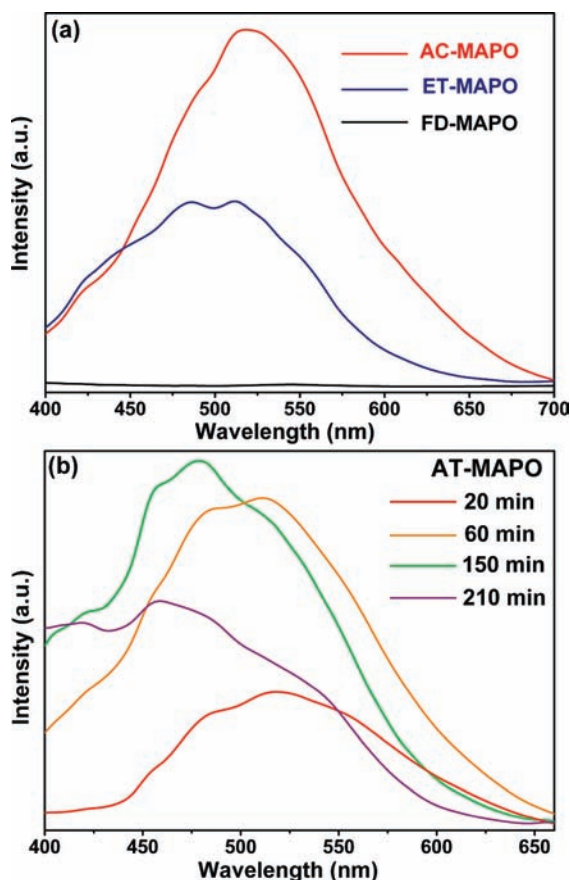 (a)
AC-MAPO
ET-MAPO
FD-MAPO
Intensity (a.u.)
400 450 500 550 600 650 700
Wavelength (nm)
(b)
AT-MAPO
20 min
60 min
150 min
210 min
Intensity (a.u.)
400 450 500 550 600 650
Wavelength (nm)